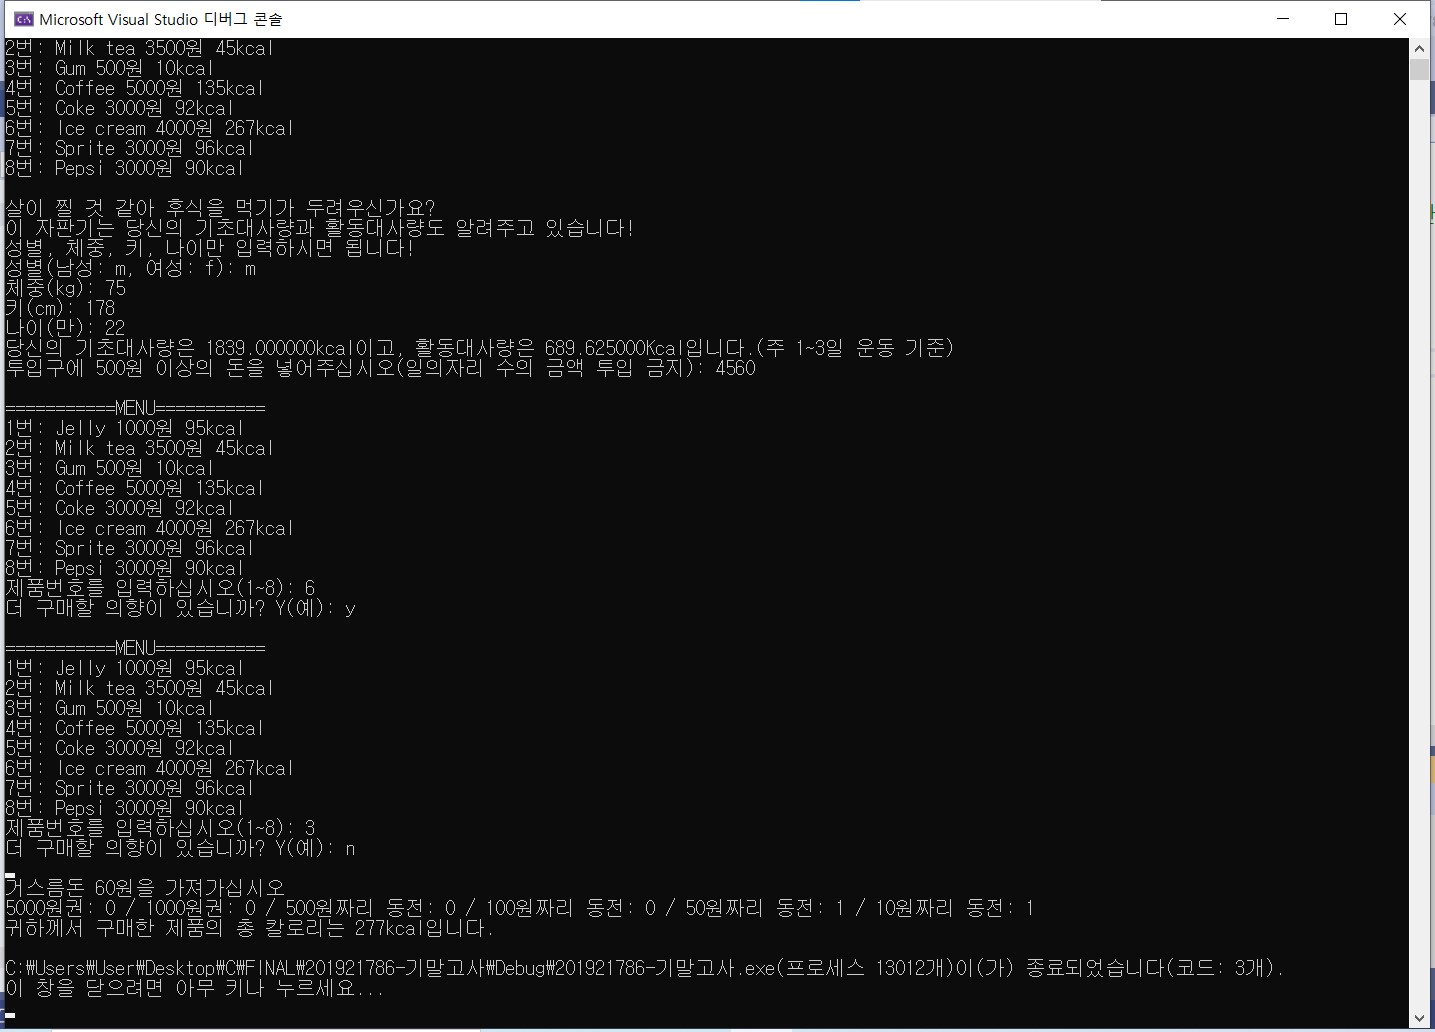 Microsoft Visual Studio 디버그 콘솔
2번: Milk tea 3500원 45kcal
3번: Gum 500원 10kcal
4번: Coffee 5000원 135kcal
5번: Coke 3000원 92kcal
6번: Ice cream 4000원 267kcal
7번: Sprite 3000원 96kcal
8번: Pepsi 3000원 90kcal
살이 찔 것 같아 후식을 먹기가 두려우신가요?
이 자판기는 당신의 기초대사량과 활동대사량도 알려주고 있습니다!
성별, 체중, 키, 나이만 입력하시면 됩니다!
성별(남성: m, 여성: f): m
체중(kg): 75
키(cm): 178
나이(만): 22
당신의 기초대사량은 1839.000000kcal이고, 활동대사량은 689.625000Kcal입니다.(주 1~3일 운동 기준)
투입구에 500원 이상의 돈을 넣어주십시오(일의자리 수의 금액 투입 금지): 4560
===========MENU===========
1번: Jelly 1000원 95kcal
2번: Milk tea 3500원 45kcal
3번: Gum 500원 10kcal
4번: Coffee 5000원 135kcal
5번: Coke 3000원 92kcal
6번: Ice cream 4000원 267kcal
7번: Sprite 3000원 96kcal
8번: Pepsi 3000원 90kcal
제품번호를 입력하십시오(1~8): 6
더 구매할 의향이 있습니까? Y(예): y
===========MENU===========
1번: Jelly 1000원 95kcal
2번: Milk tea 3500원 45kcal
3번: Gum 500원 10kcal
4번: Coffee 5000원 135kcal
5번: Coke 3000원 92kcal
6번: Ice cream 4000원 267kcal
7번: Sprite 3000원 96kcal
8번: Pepsi 3000원 90kcal
제품번호를 입력하십시오(1~8): 3
더 구매할 의향이 있습니까? Y(예): n
거스름돈 60원을 가져가십시오
5000원권: 0 / 1000원권: 0 / 500원짜리 동전: 0 / 100원짜리 동전: 0 / 50원짜리 동전: 1 / 10원짜리 동전: 1
귀하께서 구매한 제품의 총 칼로리는 277kcal입니다.
C:₩Users₩User₩Desktop₩C₩FINAL₩201921786-기말고사₩Debug₩201921786-기말고사.exe(프로세스 13012개)이(가) 종료되었습니다(코드: 3개).
이 창을 닫으려면 아무 키나 누르세요...